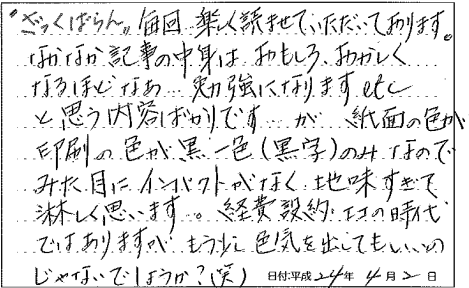 "ざっくばらん"毎回 楽しく読ませていただいております。
なかなか記事の中身は おもしろ、おかしく
なるほどなあ… 勉強になります etc
と思う内容ばかりです…が 紙面の色が
印刷の色が黒一色(黒字)のみ なので
みた目に インパクトがなく 地味すぎて
淋しく思います。経費設約 エコの時代
ではありますが もう少し 色気を出してもいいの
じゃないでしょうか?(笑) 日付:平成24年4月2日